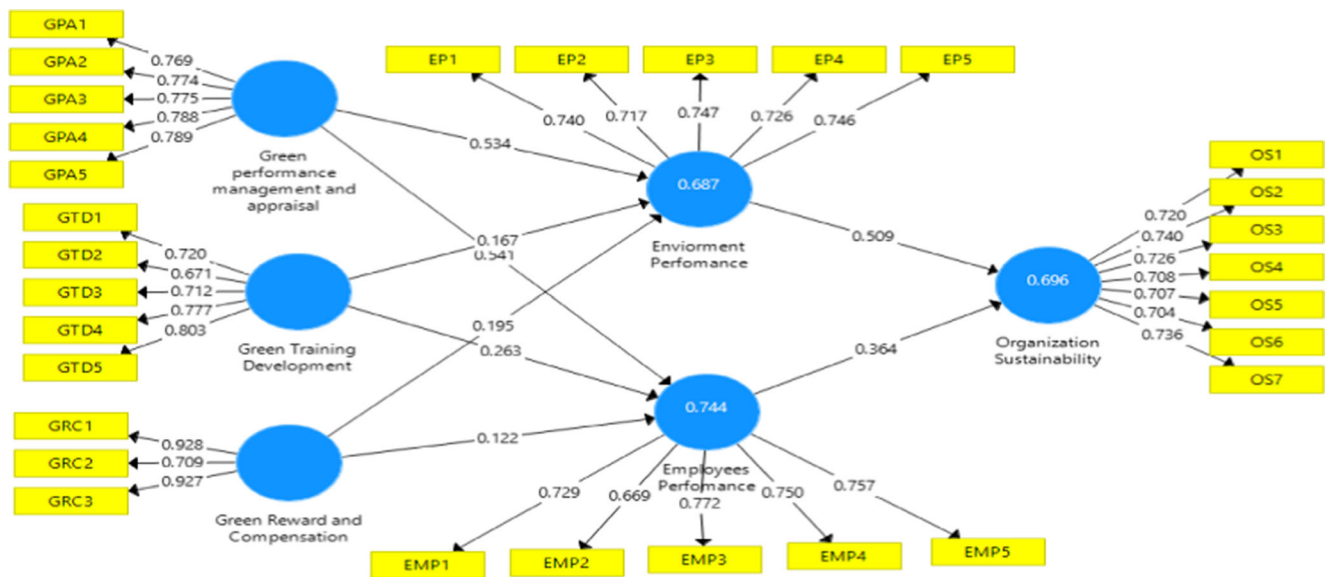 GPA1
GPA2
GPA3
GPA4
GPA5
0.769
0.774
0.775
0.788
0.789
Green
performance
management and
appraisal
GTD1
GTD2
GTD3
GTD4
GTD5
0.720
0.671
0.712
0.777
0.803
Green Training
Development
GRC1
GRC2
GRC3
0.928
0.709
0.927
Green Reward and
Compensation
0.534
0.167
0.541
0.195
0.263
0.122
EP1
EP2
EP3
EP4
EP5
0.740
0.717
0.747
0.726
0.746
0.687
Enviorment
Perfomance
0.744
Employees
Perfomance
0.729
0.669
0.772
0.750
0.757
EMP1
EMP2
EMP3
EMP4
EMP5
0.509
0.364
0.696
Organization
Sustainability
0.720
0.740
0.726
0.708
0.707
0.704
0.736
OS1
OS2
OS3
OS4
OS5
OS6
OS7